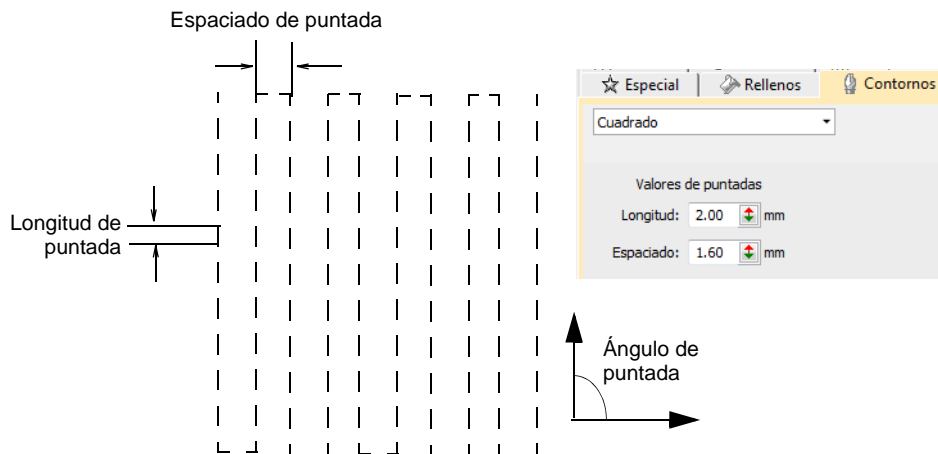 Espaciado de puntada
Especial
Rellenos
Contornos
Cuadrado
Valores de puntadas
Longitud: 2.00 mm
Espaciado: 1.60 mm
Longitud de
puntada
Ángulo de
puntada